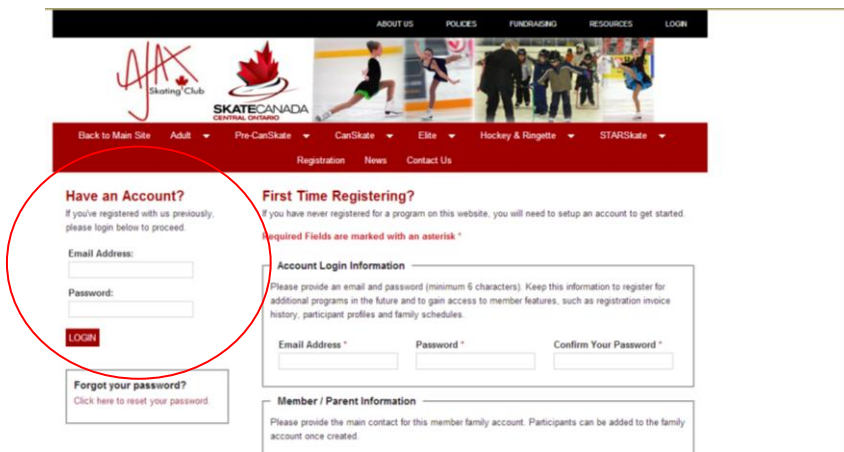 ABOUT US POLICIES FUNDRAISING RESOURCES LOGIN
AJAX
Skating Club
SKATECANADA
CENTRAL ONTARIO
Back to Main Site Adult Pre-CanSkate CanSkate Elite Hockey & Ringette STARSkate
Registration News Contact Us
Have an Account?
If you've registered with us previously,
please login below to proceed.
Email Address:
Password:
LOGIN
Forgot your password?
Click here to reset your password.
First Time Registering?
If you have never registered for a program on this website, you will need to setup an account to get started.
Required Fields are marked with an asterisk *
Account Login Information
Please provide an email and password (minimum 6 characters). Keep this information to register for
additional programs in the future and to gain access to member features, such as registration invoice
history, participant profiles and family schedules.
Email Address * Password * Confirm Your Password *
Member / Parent Information
Please provide the main contact for this member family account. Participants can be added to the family
account once created.